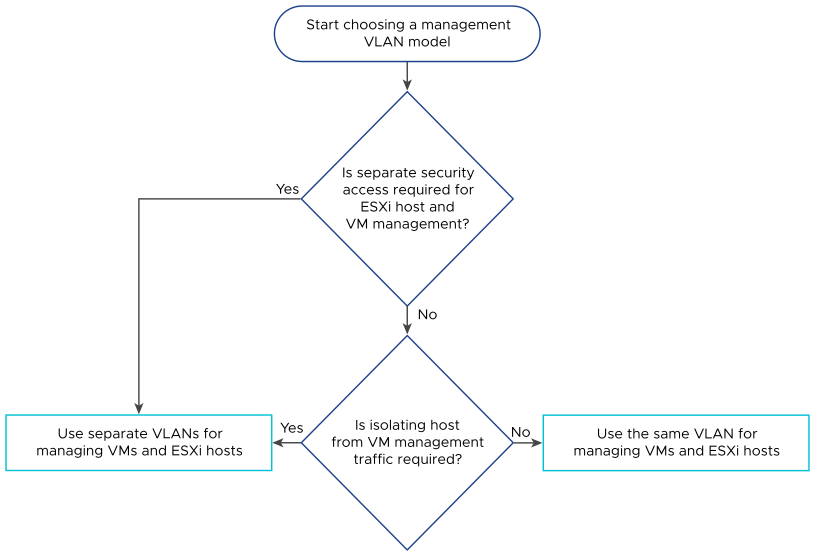 Start choosing a management
VLAN model
Is separate security
access required for
ESXi host and
VM management?
Yes
No
Is isolating host
from VM management
traffic required?
Yes
No
Use separate VLANs for
managing VMs and ESXi hosts
Use the same VLAN for
managing VMs and ESXi hosts